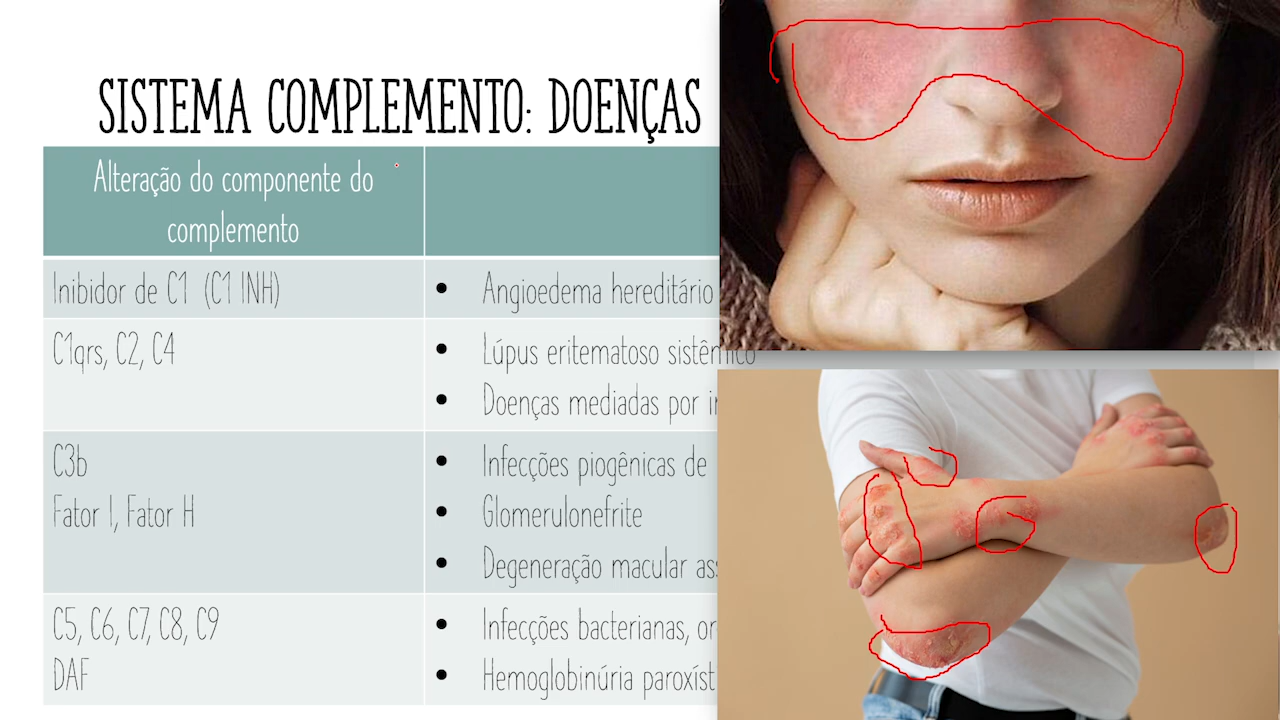 SISTEMA COMPLEMENTO: DOENÇAS
Alteração do componente do
complemento
Inibidor de C1 (C1 INH)
Angioedema hereditário
C1qrs, C2, C4
Lúpus eritematoso sistêmico
Doenças mediadas por
C3b
Fator I, Fator H
Infecções piogênicas de
Glomerulonefrite
Degeneração macular
C5, C6, C7, C8, C9
DAF
Infecções bacterianas,
Hemoglobinúria